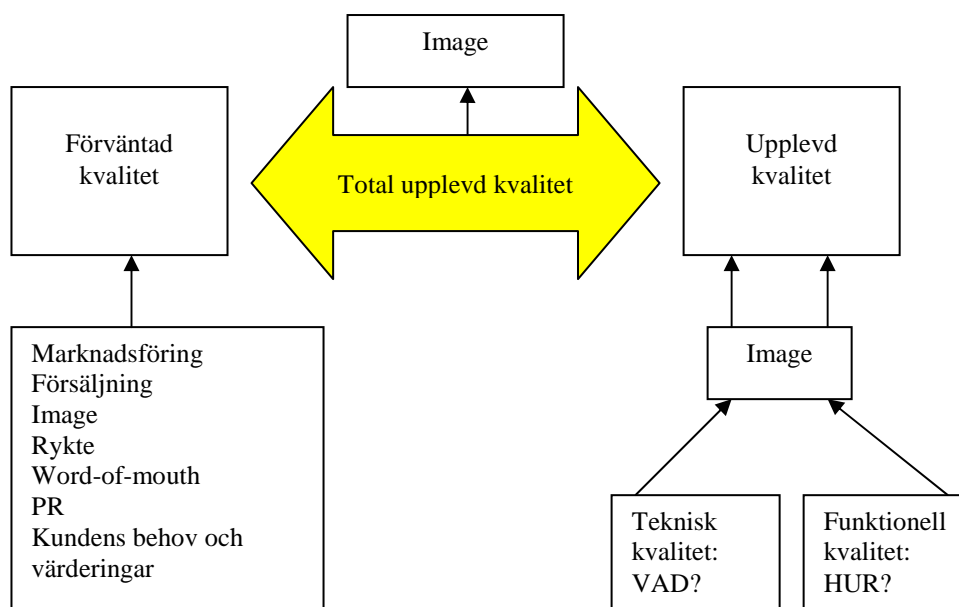 Image
Förväntad
kvalitet
Total upplevd kvalitet
Upplevd
kvalitet
Marknadsföring
Försäljning
Image
Rykte
Word-of-mouth
PR
Kundens behov och
värderingar
Image
Teknisk
kvalitet:
VAD?
Funktionell
kvalitet:
HUR?